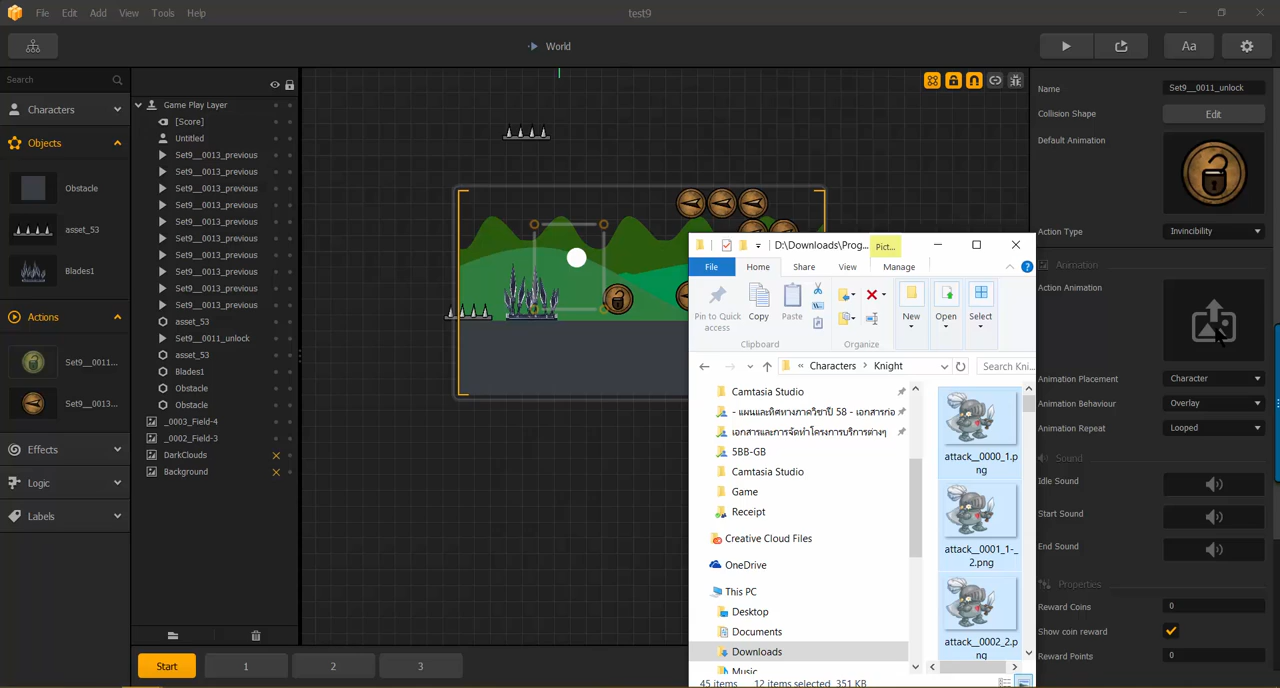 File Edit Add View Tools Help
test9
World
Aa
Search
Characters
Objects
Obstacle
asset_53
Blades1
Actions
Set9__0011...
Set9__0013...
Effects
Logic
Labels
Game Play Layer
[Score]
Untitled
Set9__0013_previous
Set9__0013_previous
Set9__0013_previous
Set9__0013_previous
Set9__0013_previous
Set9__0013_previous
Set9__0013_previous
Set9__0013_previous
Set9__0013_previous
Set9__0013_previous
asset_53
Set9__0011_unlock
asset_53
Blades1
Obstacle
Obstacle
_0003_Field-4
_0002_Field-3
DarkClouds
Background
Start 1 2 3
D:\Downloads\Prog... Pict...
File Home Share View Manage
Pin to Quick access
Copy
Paste
New
Open
Select
Clipboard
Organize
« Characters > Knight
Search Kni...
Camtasia Studio
- แผนและทิศทางภาควิชาปี 58 - เอกสารก่อ
เอกสารและการจัดทำโครงการบริการต่างๆ
5BB-GB
Camtasia Studio
Game
Receipt
Creative Cloud Files
OneDrive
This PC
Desktop
Documents
Downloads
Music
attack__0000_1.p
ng
attack__0001_1-_
2.png
attack__0002_2.p
ng
45 items 12 items selected 351 KB
Name Set9__0011_unlock
Collision Shape Edit
Default Animation
Action Type Invincibility
Animation
Action Animation
Animation Placement Character
Animation Behaviour Overlay
Animation Repeat Looped
Sound
Idle Sound
Start Sound
End Sound
Properties
Reward Coins 0
Show coin reward
Reward Points 0